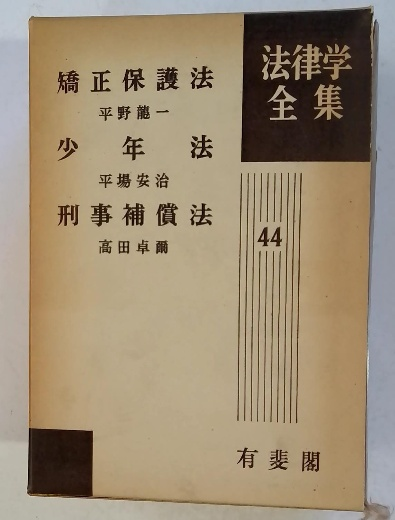 法律学
全集
矯正保護法
平野龍一
少年法
平場安治
刑事補償法
高田卓爾
44
有斐閣